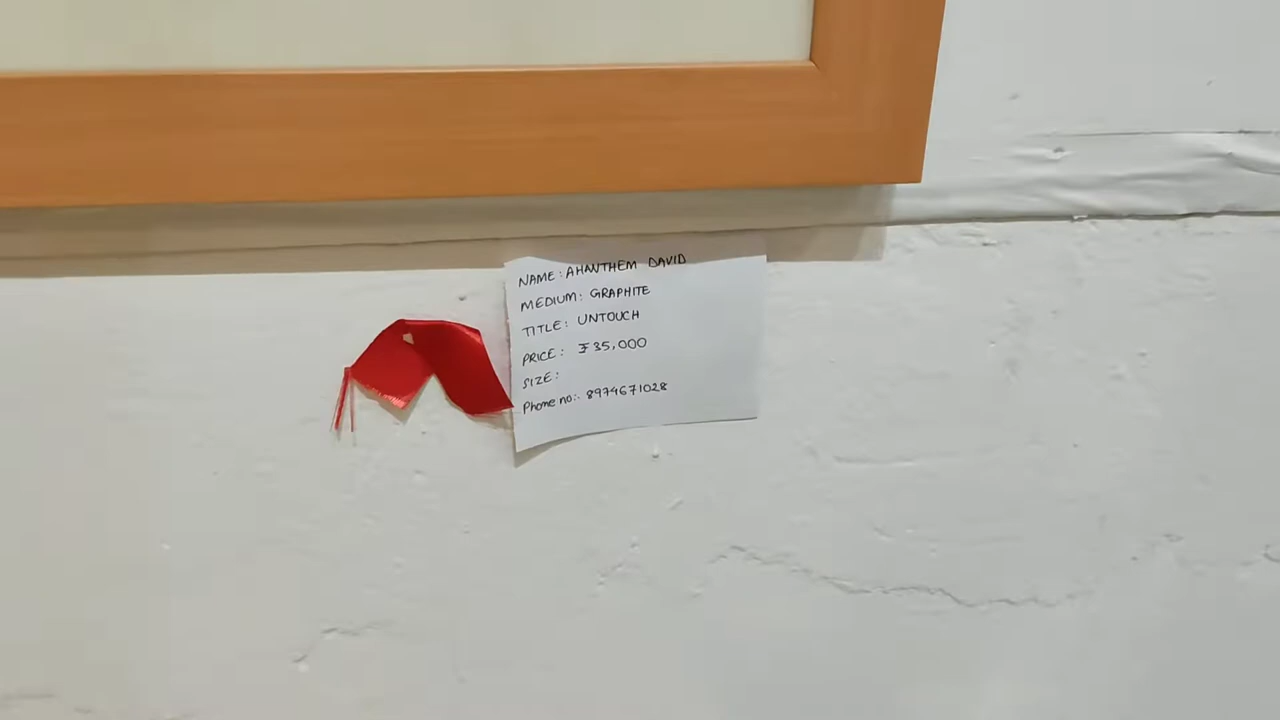 NAME: AHANTHEM DAVID
MEDIUM: GRAPHITE
TITLE: UNTOUCH
PRICE: ₹35,000
SIZE:
Phone no:- 8974671028